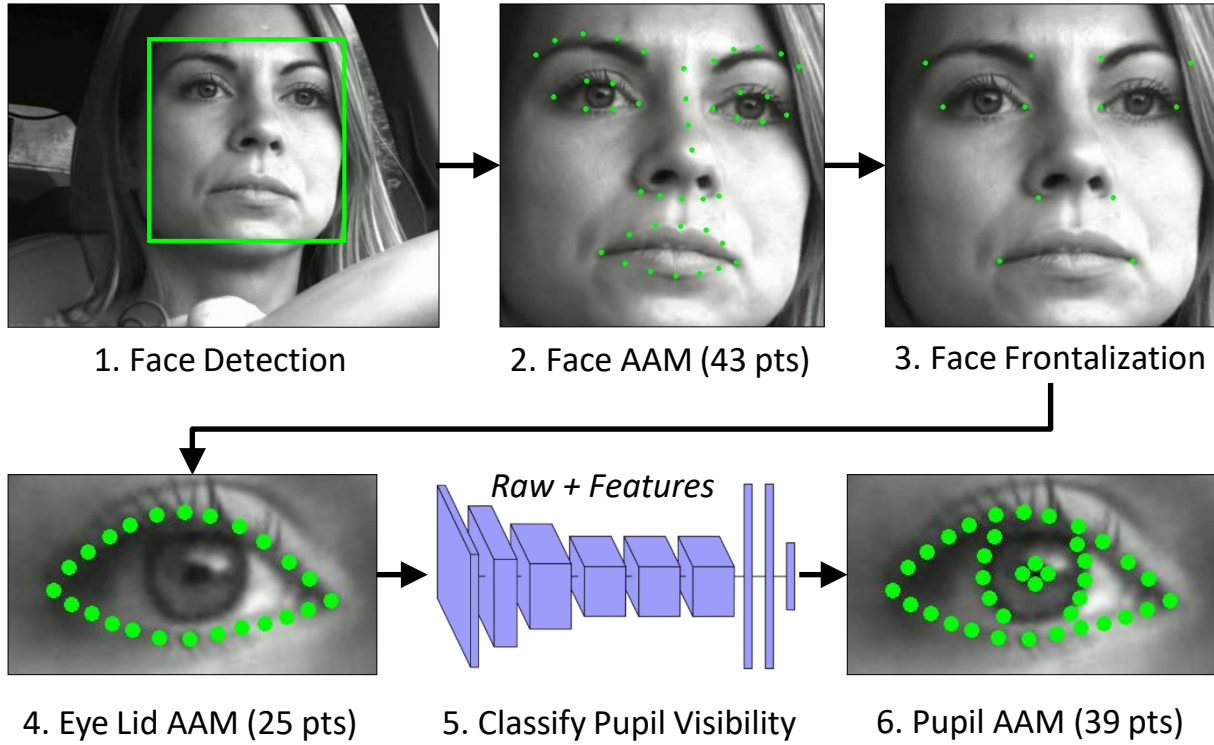 1. Face Detection
2. Face AAM (43 pts)
3. Face Frontalization
Raw + Features
4. Eye Lid AAM (25 pts)
5. Classify Pupil Visibility
6. Pupil AAM (39 pts)